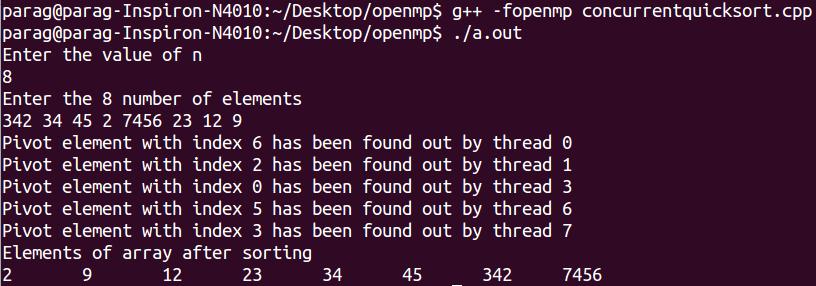 parag@parag-Inspiron-N4010:~/Desktop/openmp$ g++ -fopenmp concurrentquicksort.cpp
parag@parag-Inspiron-N4010:~/Desktop/openmp$ ./a.out
Enter the value of n
8
Enter the 8 number of elements
342 34 45 2 7456 23 12 9
Pivot element with index 6 has been found out by thread 0
Pivot element with index 2 has been found out by thread 1
Pivot element with index 0 has been found out by thread 3
Pivot element with index 5 has been found out by thread 6
Pivot element with index 3 has been found out by thread 7
Elements of array after sorting
2 9 12 23 34 45 342 7456